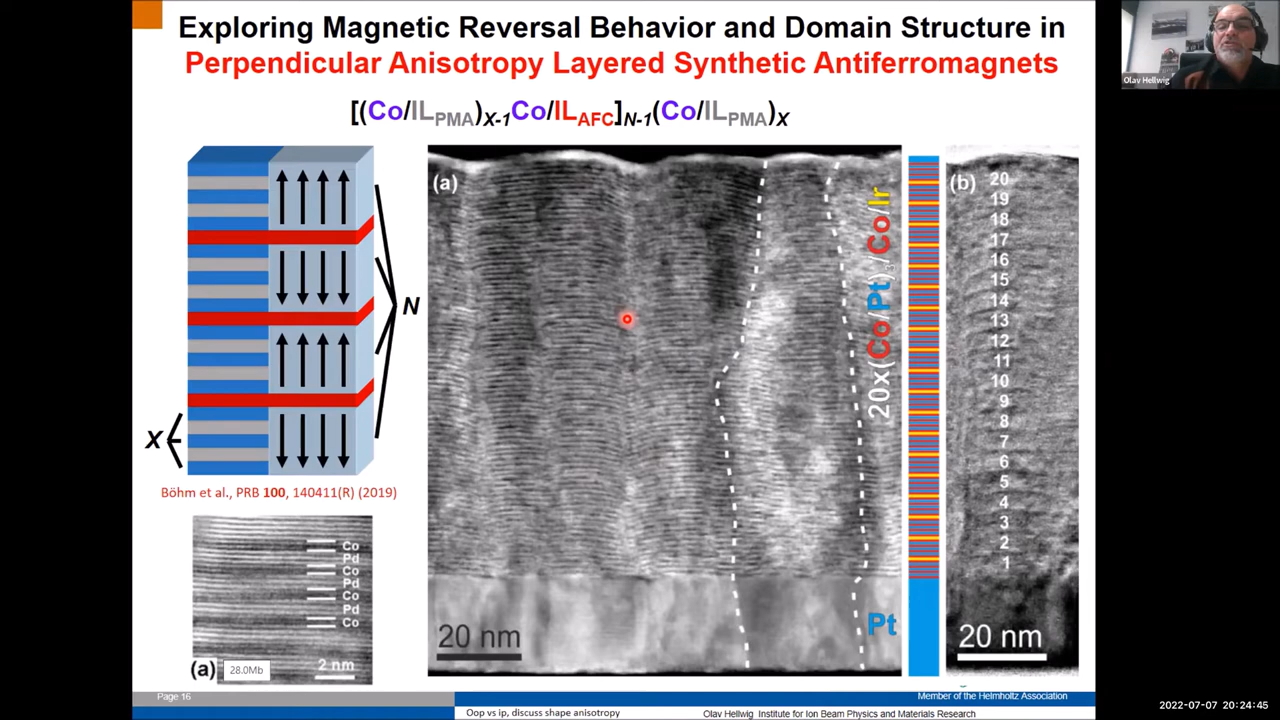 Exploring Magnetic Reversal Behavior and Domain Structure in
Perpendicular Anisotropy Layered Synthetic Antiferromagnets
[(Co/IL_PMA)_X-1 Co/IL_AFC]_N-1(Co/IL_PMA)_X
N
X
Böhm et al., PRB 100, 140411(R) (2019)
Co
Pd
Co
Pd
Co
Pd
Co
(a)
28.0Mb
2 nm
(a)
20x(Co/Pt)3/Co/Ir
Pt
20 nm
(b)
20
19
18
17
16
15
14
13
12
11
10
9
8
7
6
5
4
3
2
1
20 nm
Page 16
Member of the Helmholtz Association
Oop vs ip, discuss shape anisotropy
Olav Hellwig Institute for Ion Beam Physics and Materials Research
Olav Hellwig
2022-07-07 20:24:45